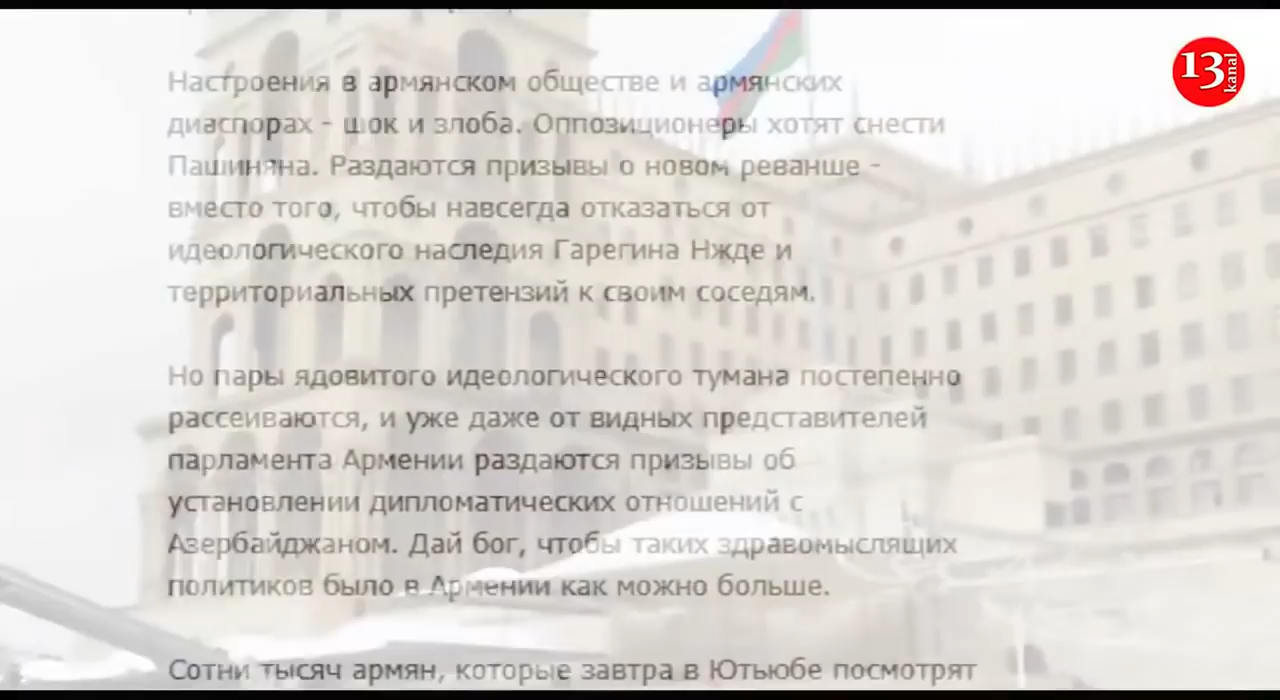 13 kanal
Настроения в армянском обществе и армянских
диаспорах - шок и злоба. Оппозиционеры хотят снести
Пашиняна. Раздаются призывы о новом реванше -
вместо того, чтобы навсегда отказаться от
идеологического наследия Гарегина Нжде и
территориальных претензий к своим соседям.
Но пары ядовитого идеологического тумана постепенно
рассеиваются, и уже даже от видных представителей
парламента Армении раздаются призывы об
установлении дипломатических отношений с
Азербайджаном. Дай бог, чтобы таких здравомыслящих
политиков было в Армении как можно больше.
Сотни тысяч армян, которые завтра в Ютьюбе посмотрят